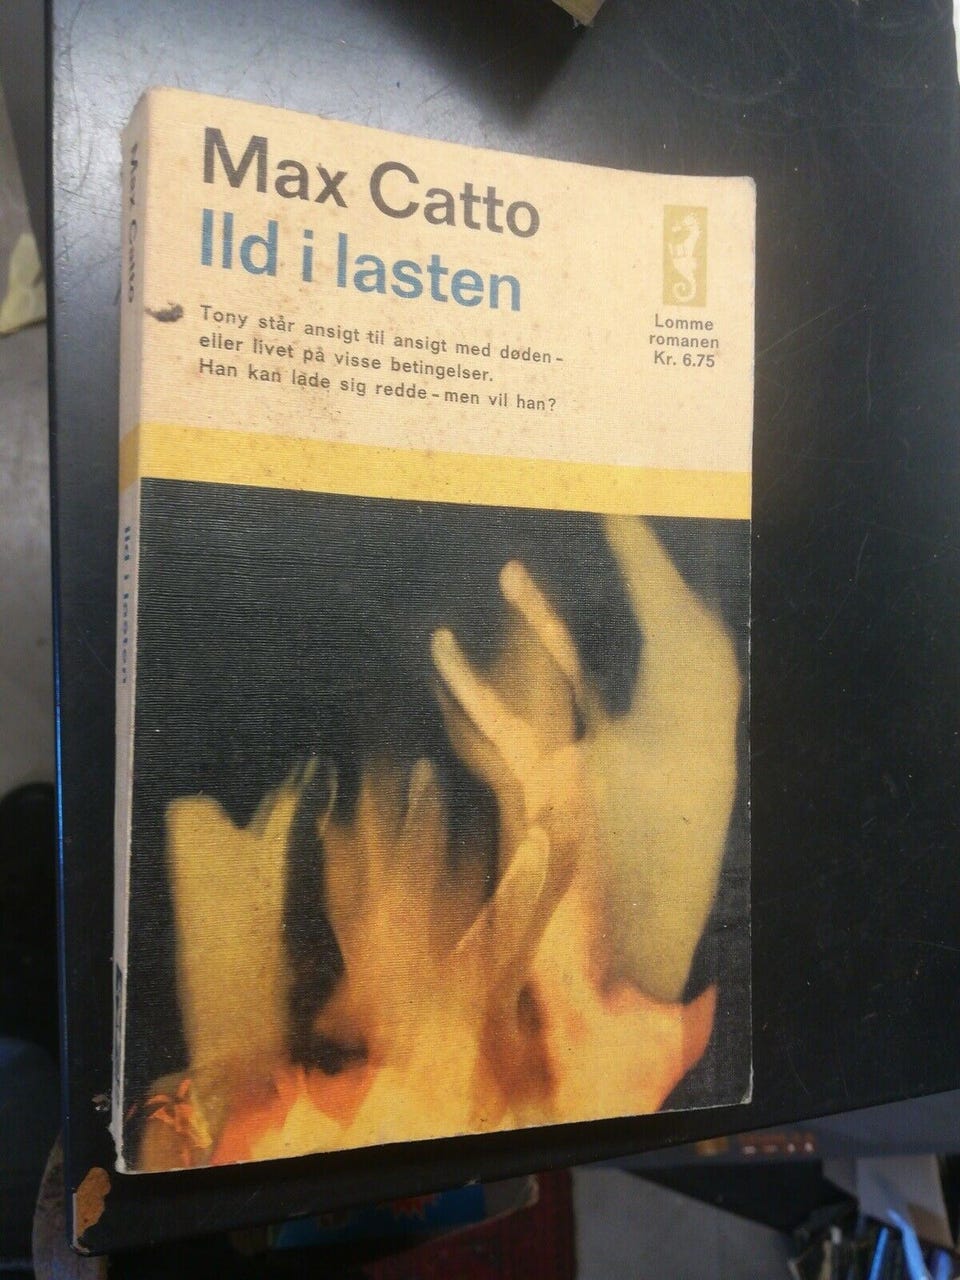 Max Catto
Ild i lasten
Tony står ansigt til ansigt med døden –
eller livet på visse betingelser.
Han kan lade sig redde – men vil han?
Lomme
romanen
Kr. 6.75
Max Catto
Ild i lasten